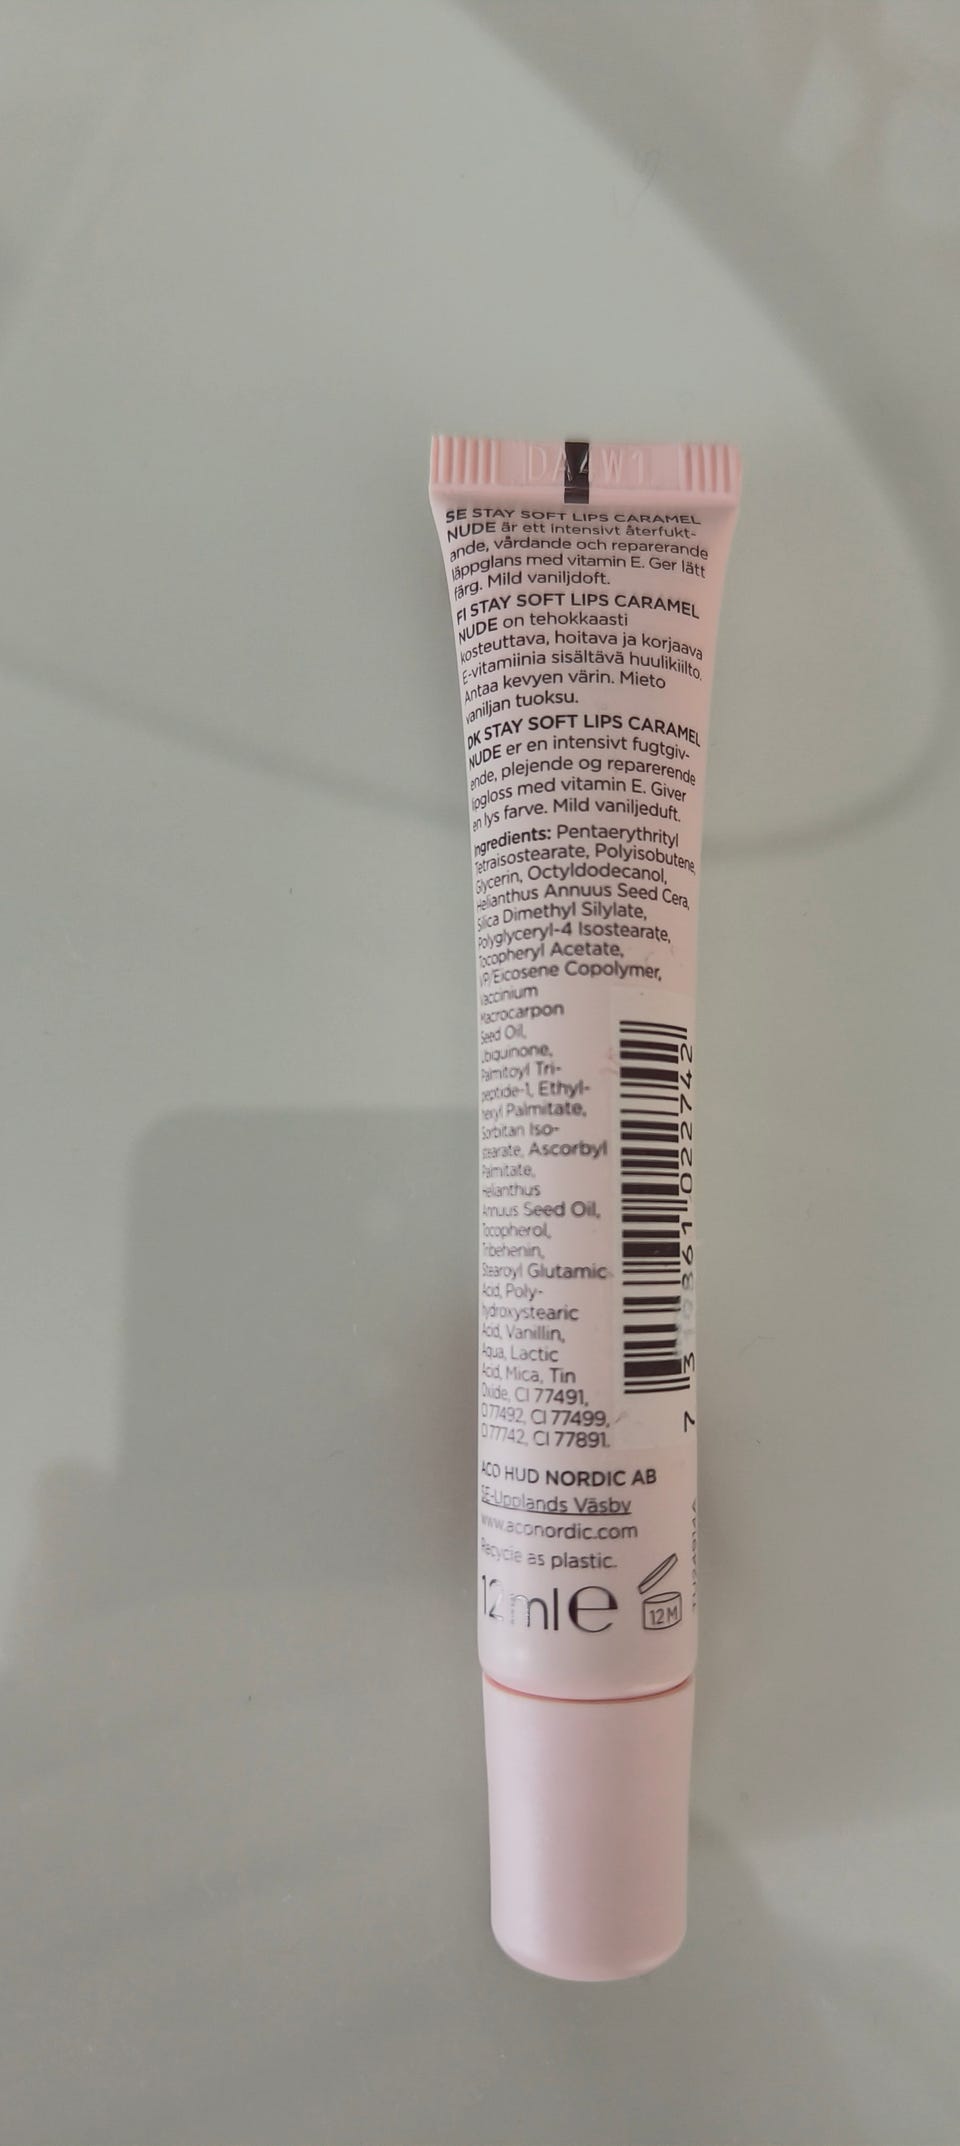 DA4W1
SE STAY SOFT LIPS CARAMEL
NUDE är ett intensivt återfukt-
ande, vårdande och reparerande
läppglans med vitamin E. Ger lätt
färg. Mild vaniljdoft.
FI STAY SOFT LIPS CARAMEL
NUDE on tehokkaasti
kosteuttava, hoitava ja korjaava
E-vitamiinia sisältävä huulikiilto.
Antaa kevyen värin. Mieto
vaniljan tuoksu.
DK STAY SOFT LIPS CARAMEL
NUDE er en intensivt fugtgiv-
ende, plejende og reparerende
lipgloss med vitamin E. Giver
en lys farve. Mild vaniljeduft.
Ingredients: Pentaerythrityl
Tetraisostearate, Polyisobutene,
Glycerin, Octyldodecanol,
Helianthus Annuus Seed Cera,
Silica Dimethyl Silylate,
Polyglyceryl-4 Isostearate,
Tocopheryl Acetate,
VP/Eicosene Copolymer,
Vaccinium
Macrocarpon
Seed Oil,
Ubiquinone,
Palmitoyl Tri-
peptide-1, Ethyl-
hexyl Palmitate,
Sorbitan Iso-
stearate, Ascorbyl
Palmitate,
Helianthus
Annuus Seed Oil,
Tocopherol,
Tribehenin,
Stearoyl Glutamic
Acid, Poly-
hydroxystearic
Acid, Vanillin,
Aqua, Lactic
Acid, Mica, Tin
Oxide, CI 77491,
CI 77492, CI 77499,
CI 77742, CI 77891.
ACO HUD NORDIC AB
SE-Upplands Väsby
www.aconordic.com
Recycle as plastic.
12 ml e
12M